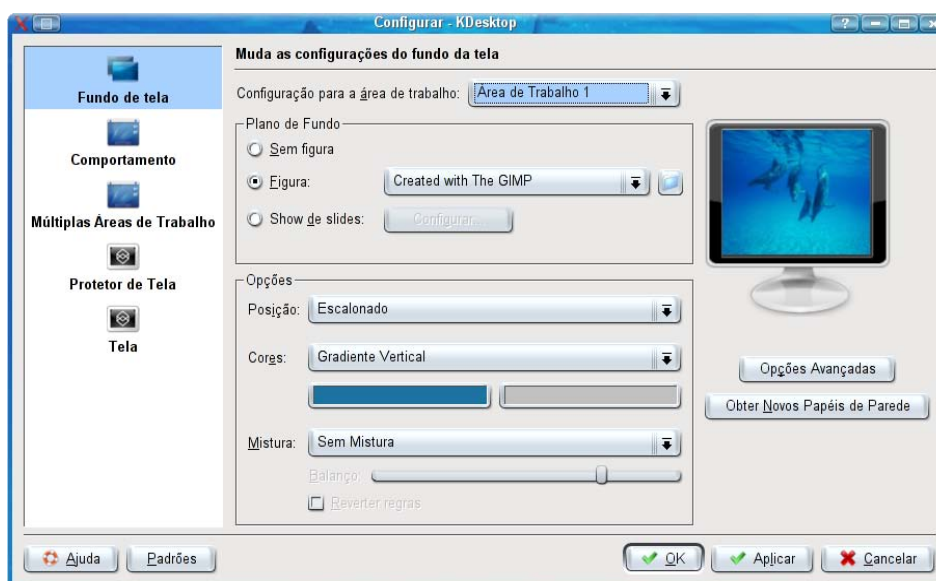 Configurar - KDesktop
Fundo de tela
Comportamento
Múltiplas Áreas de Trabalho
Protetor de Tela
Tela
Muda as configurações do fundo da tela
Configuração para a área de trabalho: Área de Trabalho 1
Plano de Fundo
Sem figura
Figura: Created with The GIMP
Show de slides: Configurar...
Opções
Posição: Escalonado
Cores: Gradiente Vertical
Mistura: Sem Mistura
Balanço:
Reverter regras
Opções Avançadas
Obter Novos Papéis de Parede
Ajuda Padrões OK Aplicar Cancelar